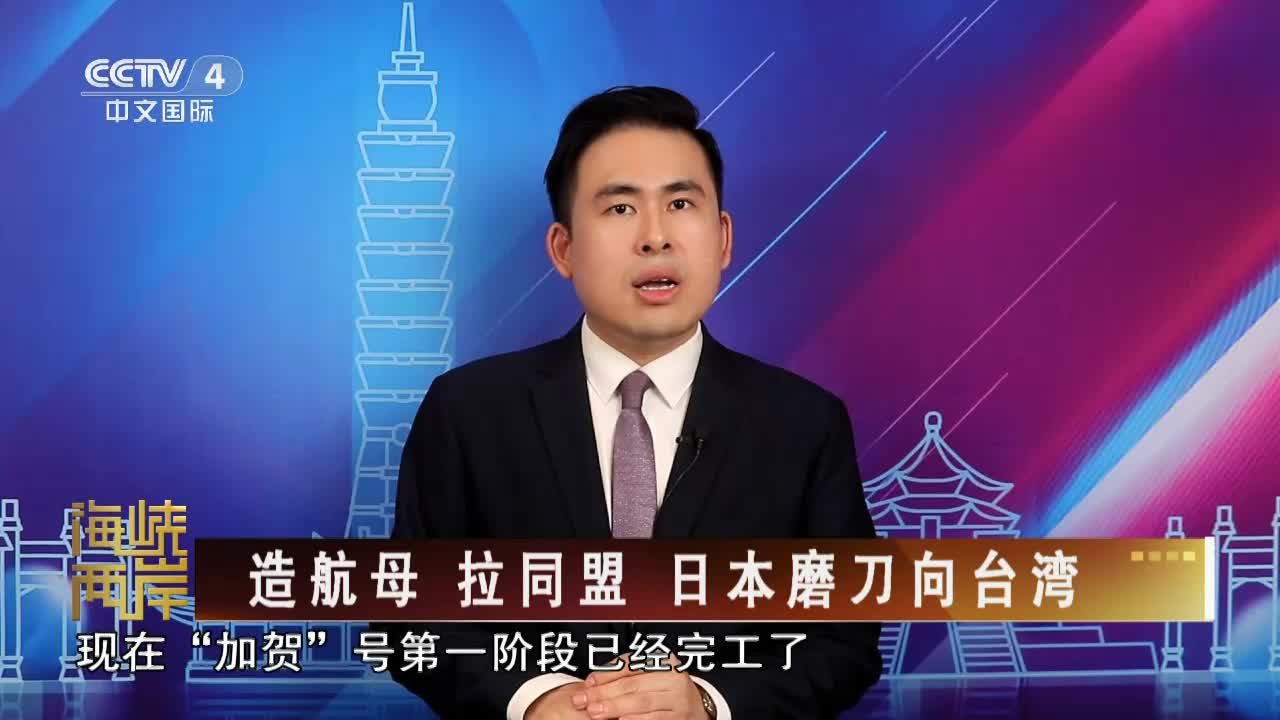 CCTV 4
中文国际
海峡
两岸
造航母 拉同盟 日本磨刀向台湾
现在“加贺”号第一阶段已经完工了